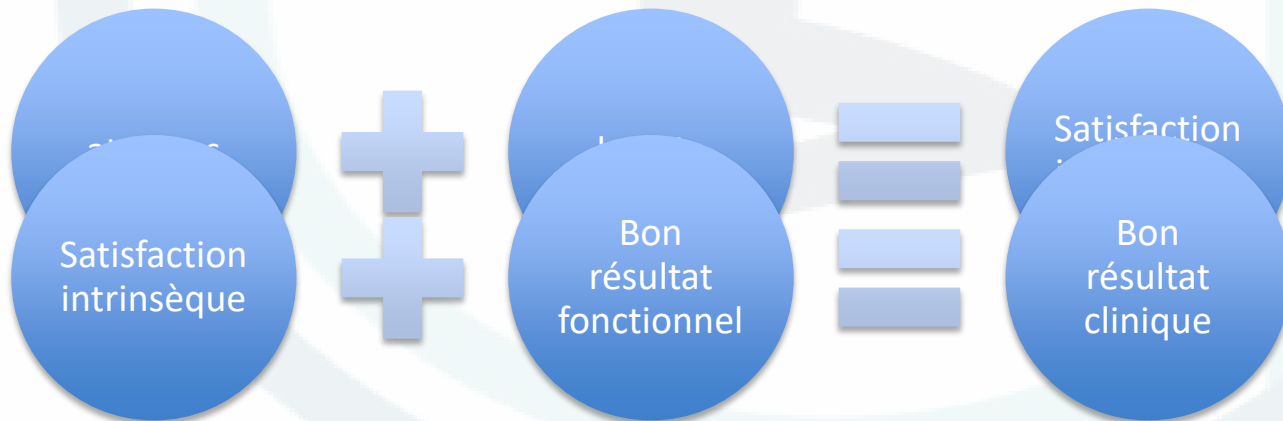 Satisfaction
Satisfaction
intrinsèque
Bon
résultat
fonctionnel
Bon
résultat
clinique